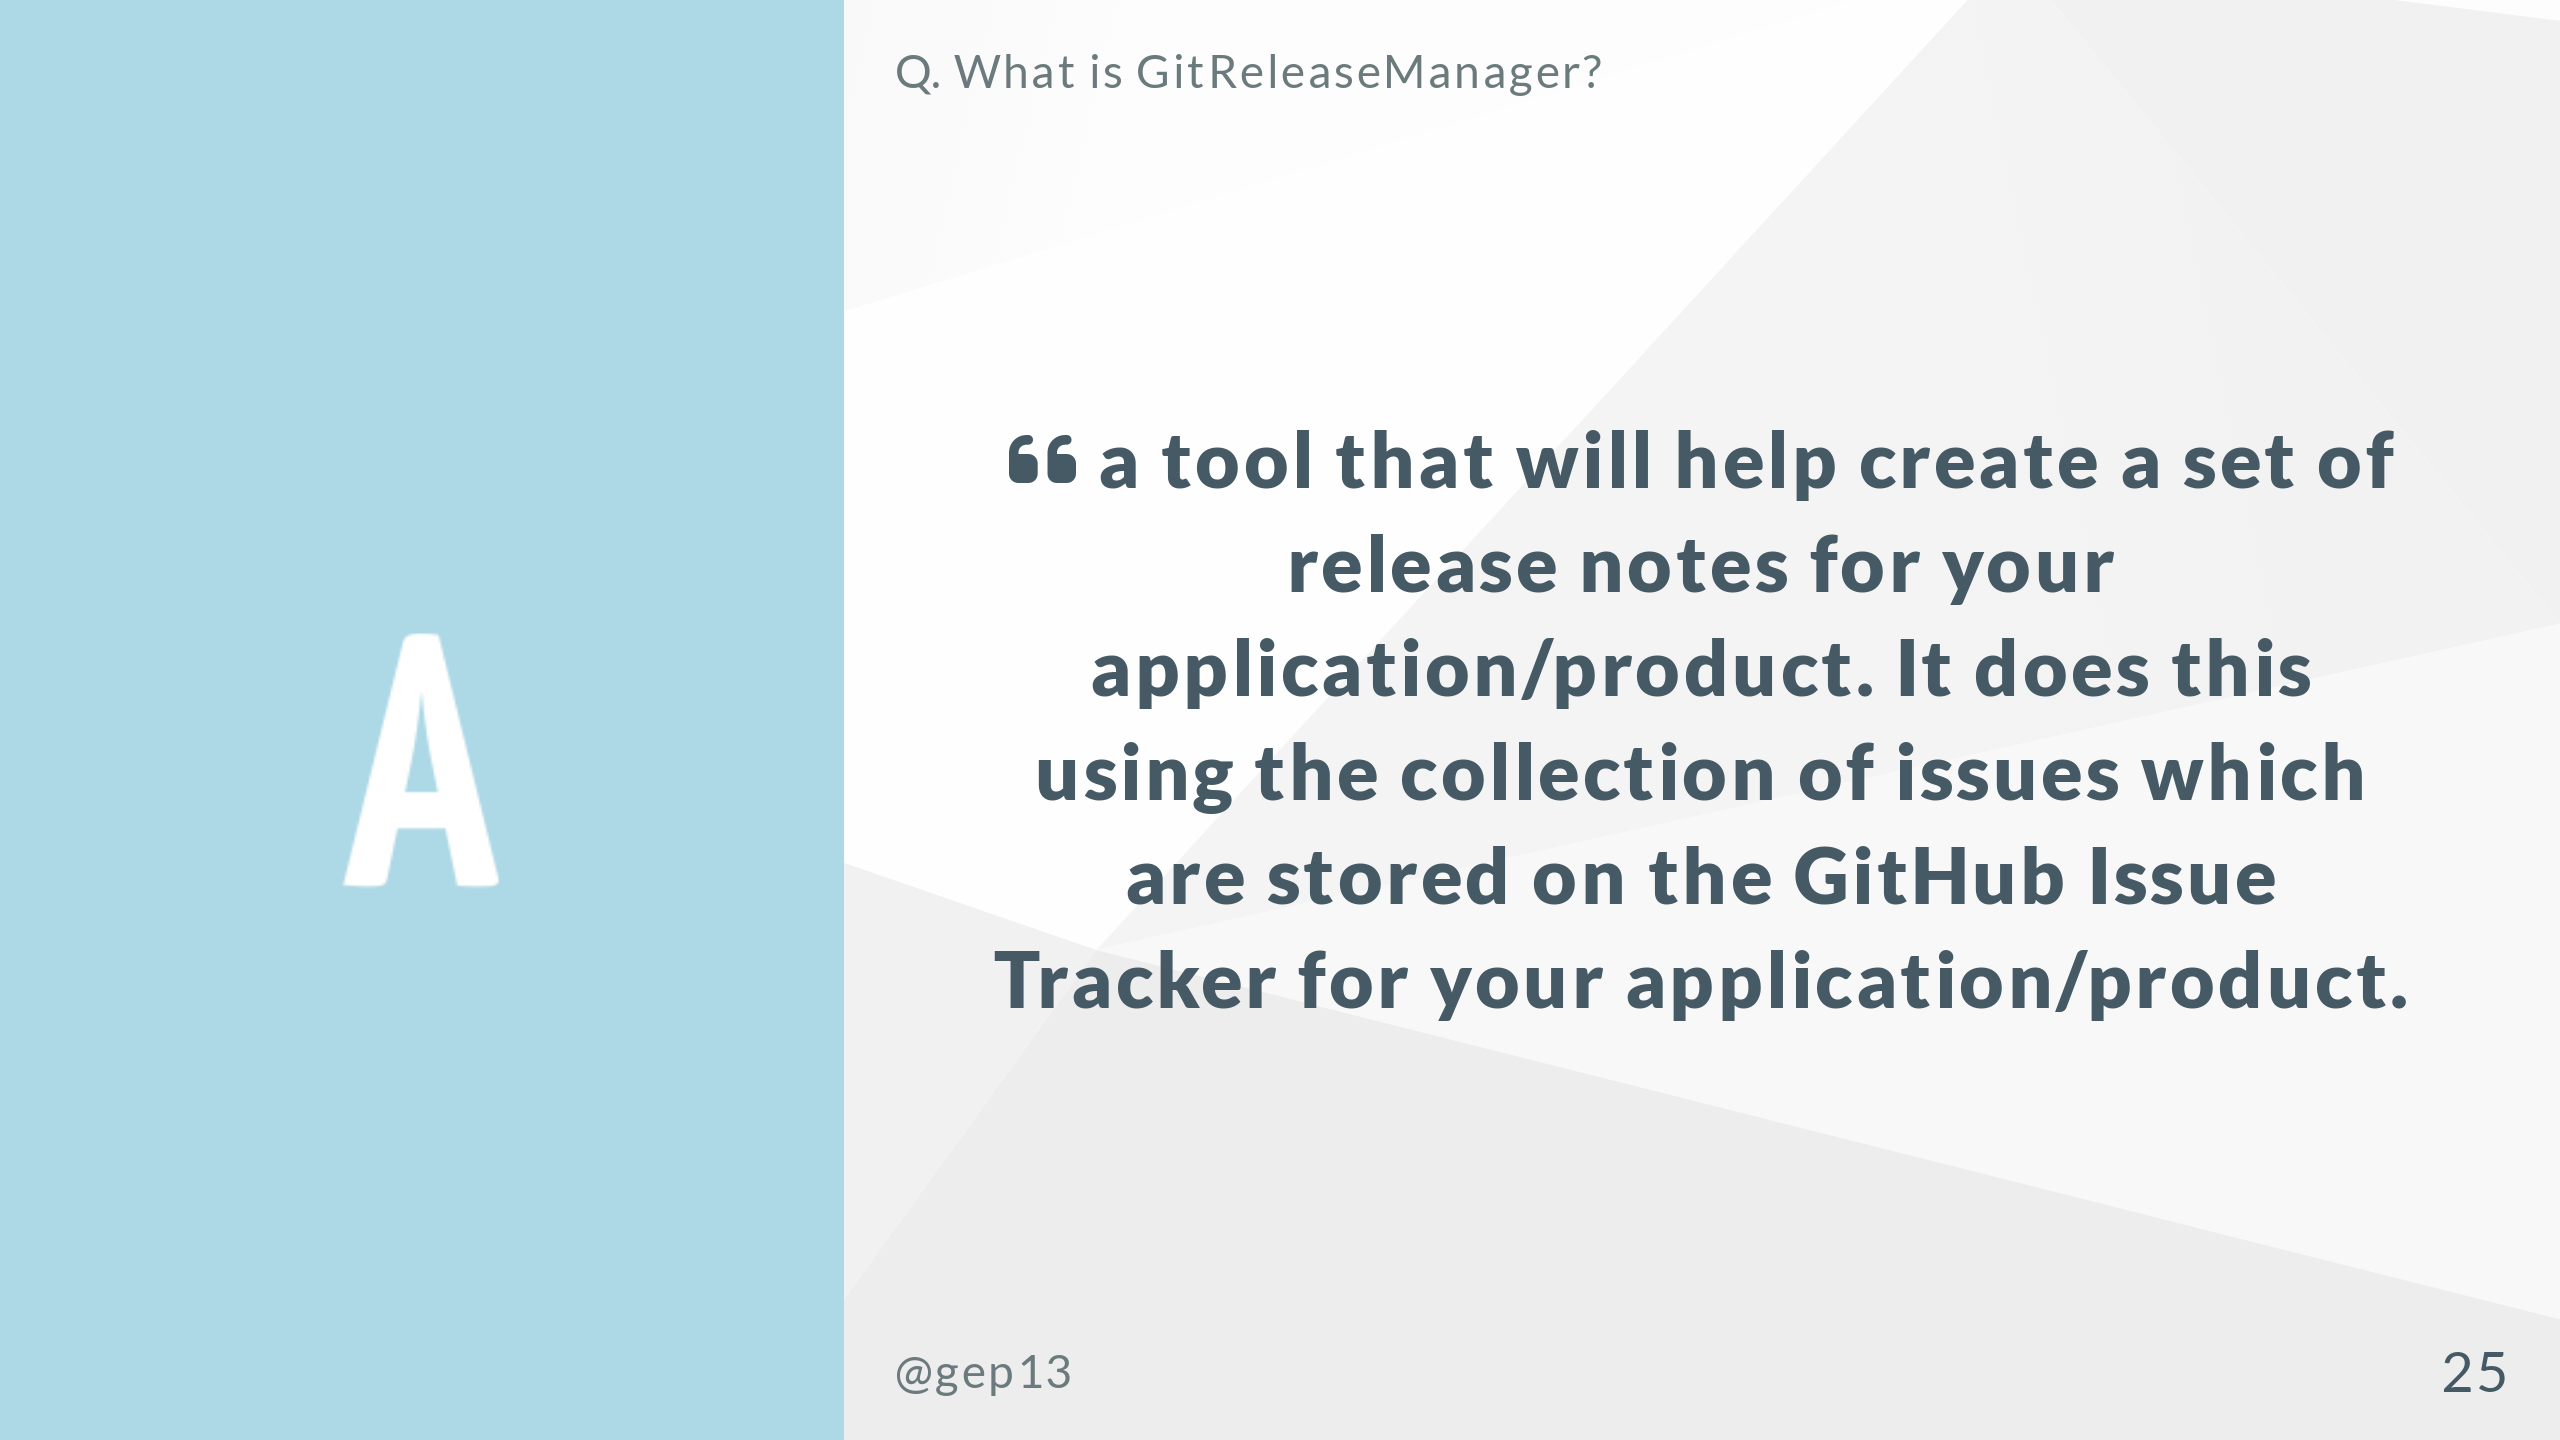 Q. What is GitReleaseManager?
A
❝ a tool that will help create a set of
release notes for your
application/product. It does this
using the collection of issues which
are stored on the GitHub Issue
Tracker for your application/product.
@gep13
25